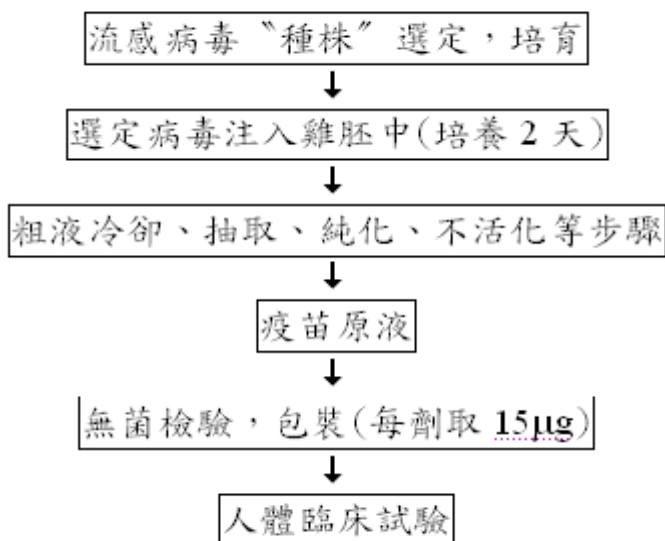 流感病毒〝種株〞選定，培育
選定病毒注入雞胚中(培養 2 天)
粗液冷卻、抽取、純化、不活化等步驟
疫苗原液
無菌檢驗，包裝(每劑取 15μg)
人體臨床試驗